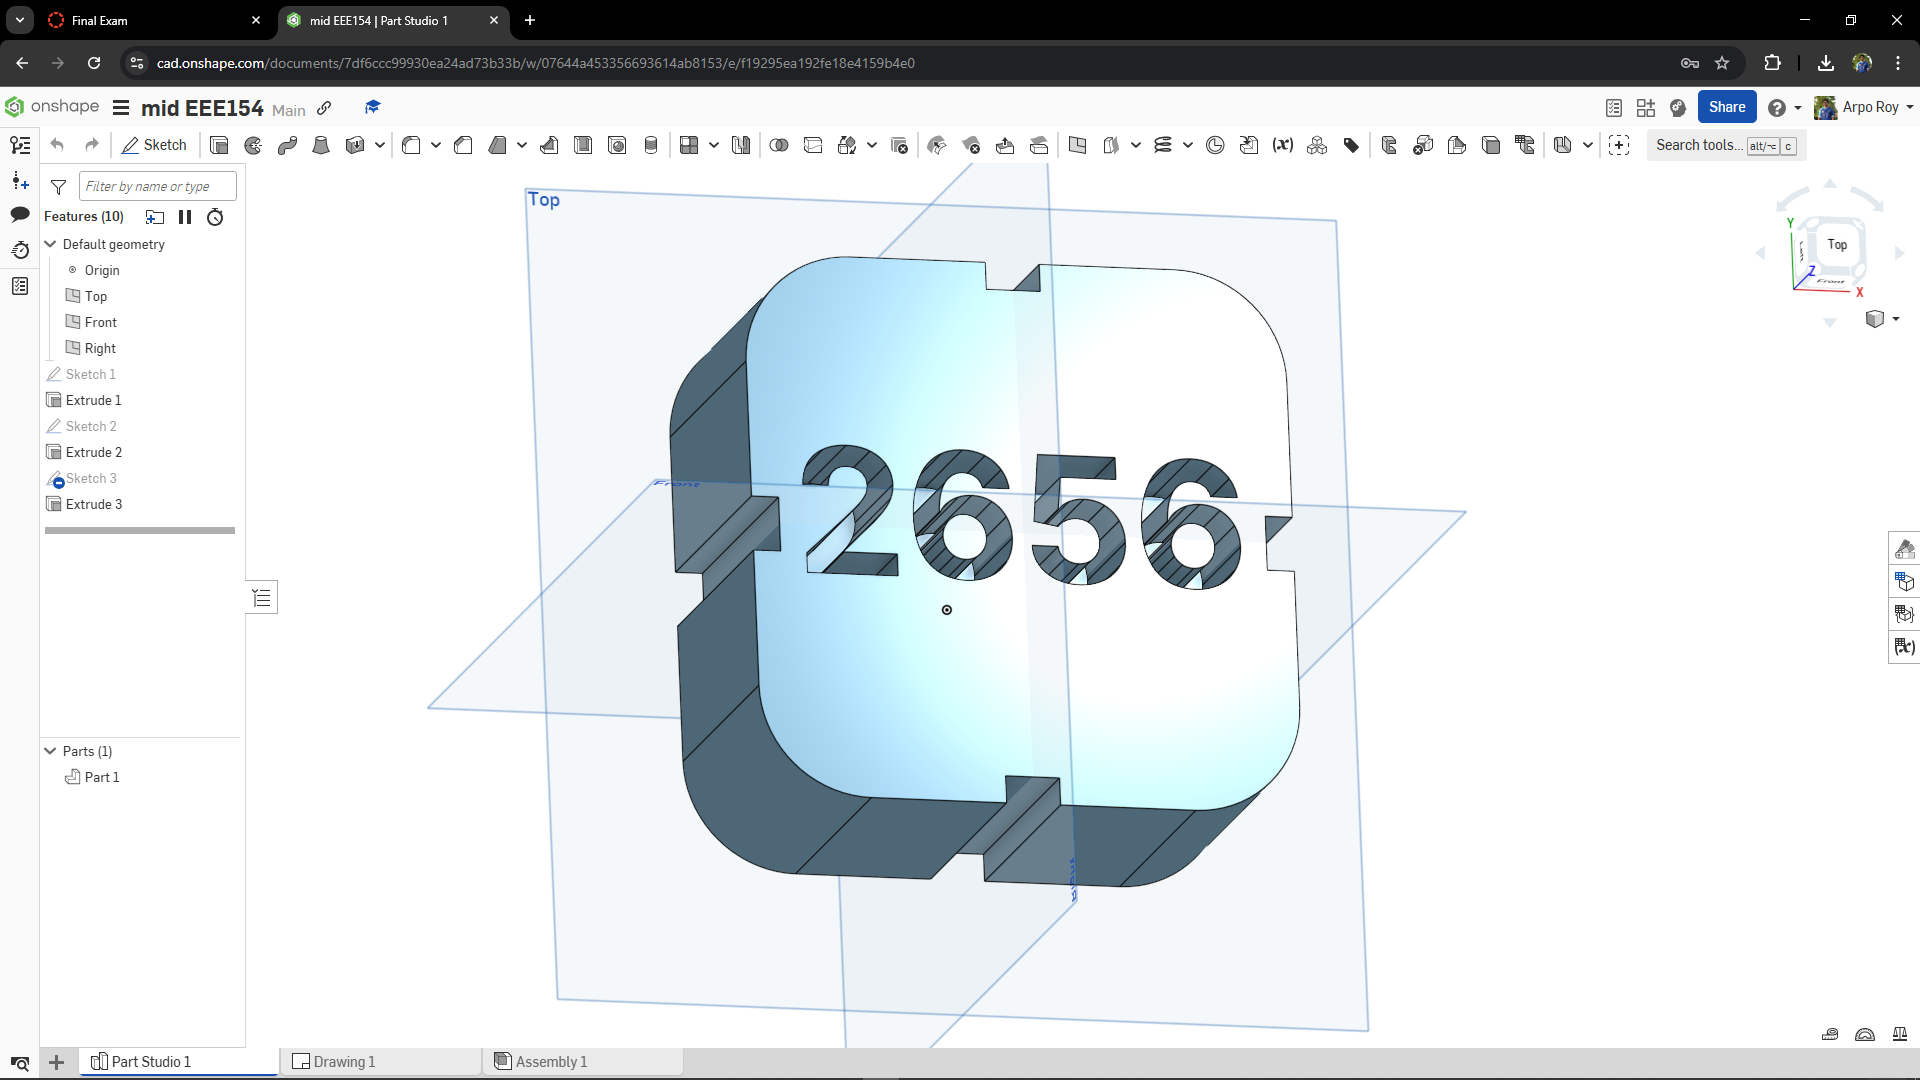 Final Exam
mid EEE154 | Part Studio 1
cad.onshape.com/documents/7df6ccc99930ea24ad73b33b/w/07644a453356693614ab8153/e/f19295ea192fe18e4159b4e0
onshape
mid EEE154
Main
Share
Arpo Roy
Sketch
(x)
Search tools...
alt/⌥
c
Filter by name or type
Features (10)
Default geometry
Origin
Top
Front
Right
Sketch 1
Extrude 1
Sketch 2
Extrude 2
Sketch 3
Extrude 3
Parts (1)
Part 1
Top
Front
Right
2656
Y
Top
Z
Front
X
(x)
Part Studio 1
Drawing 1
Assembly 1